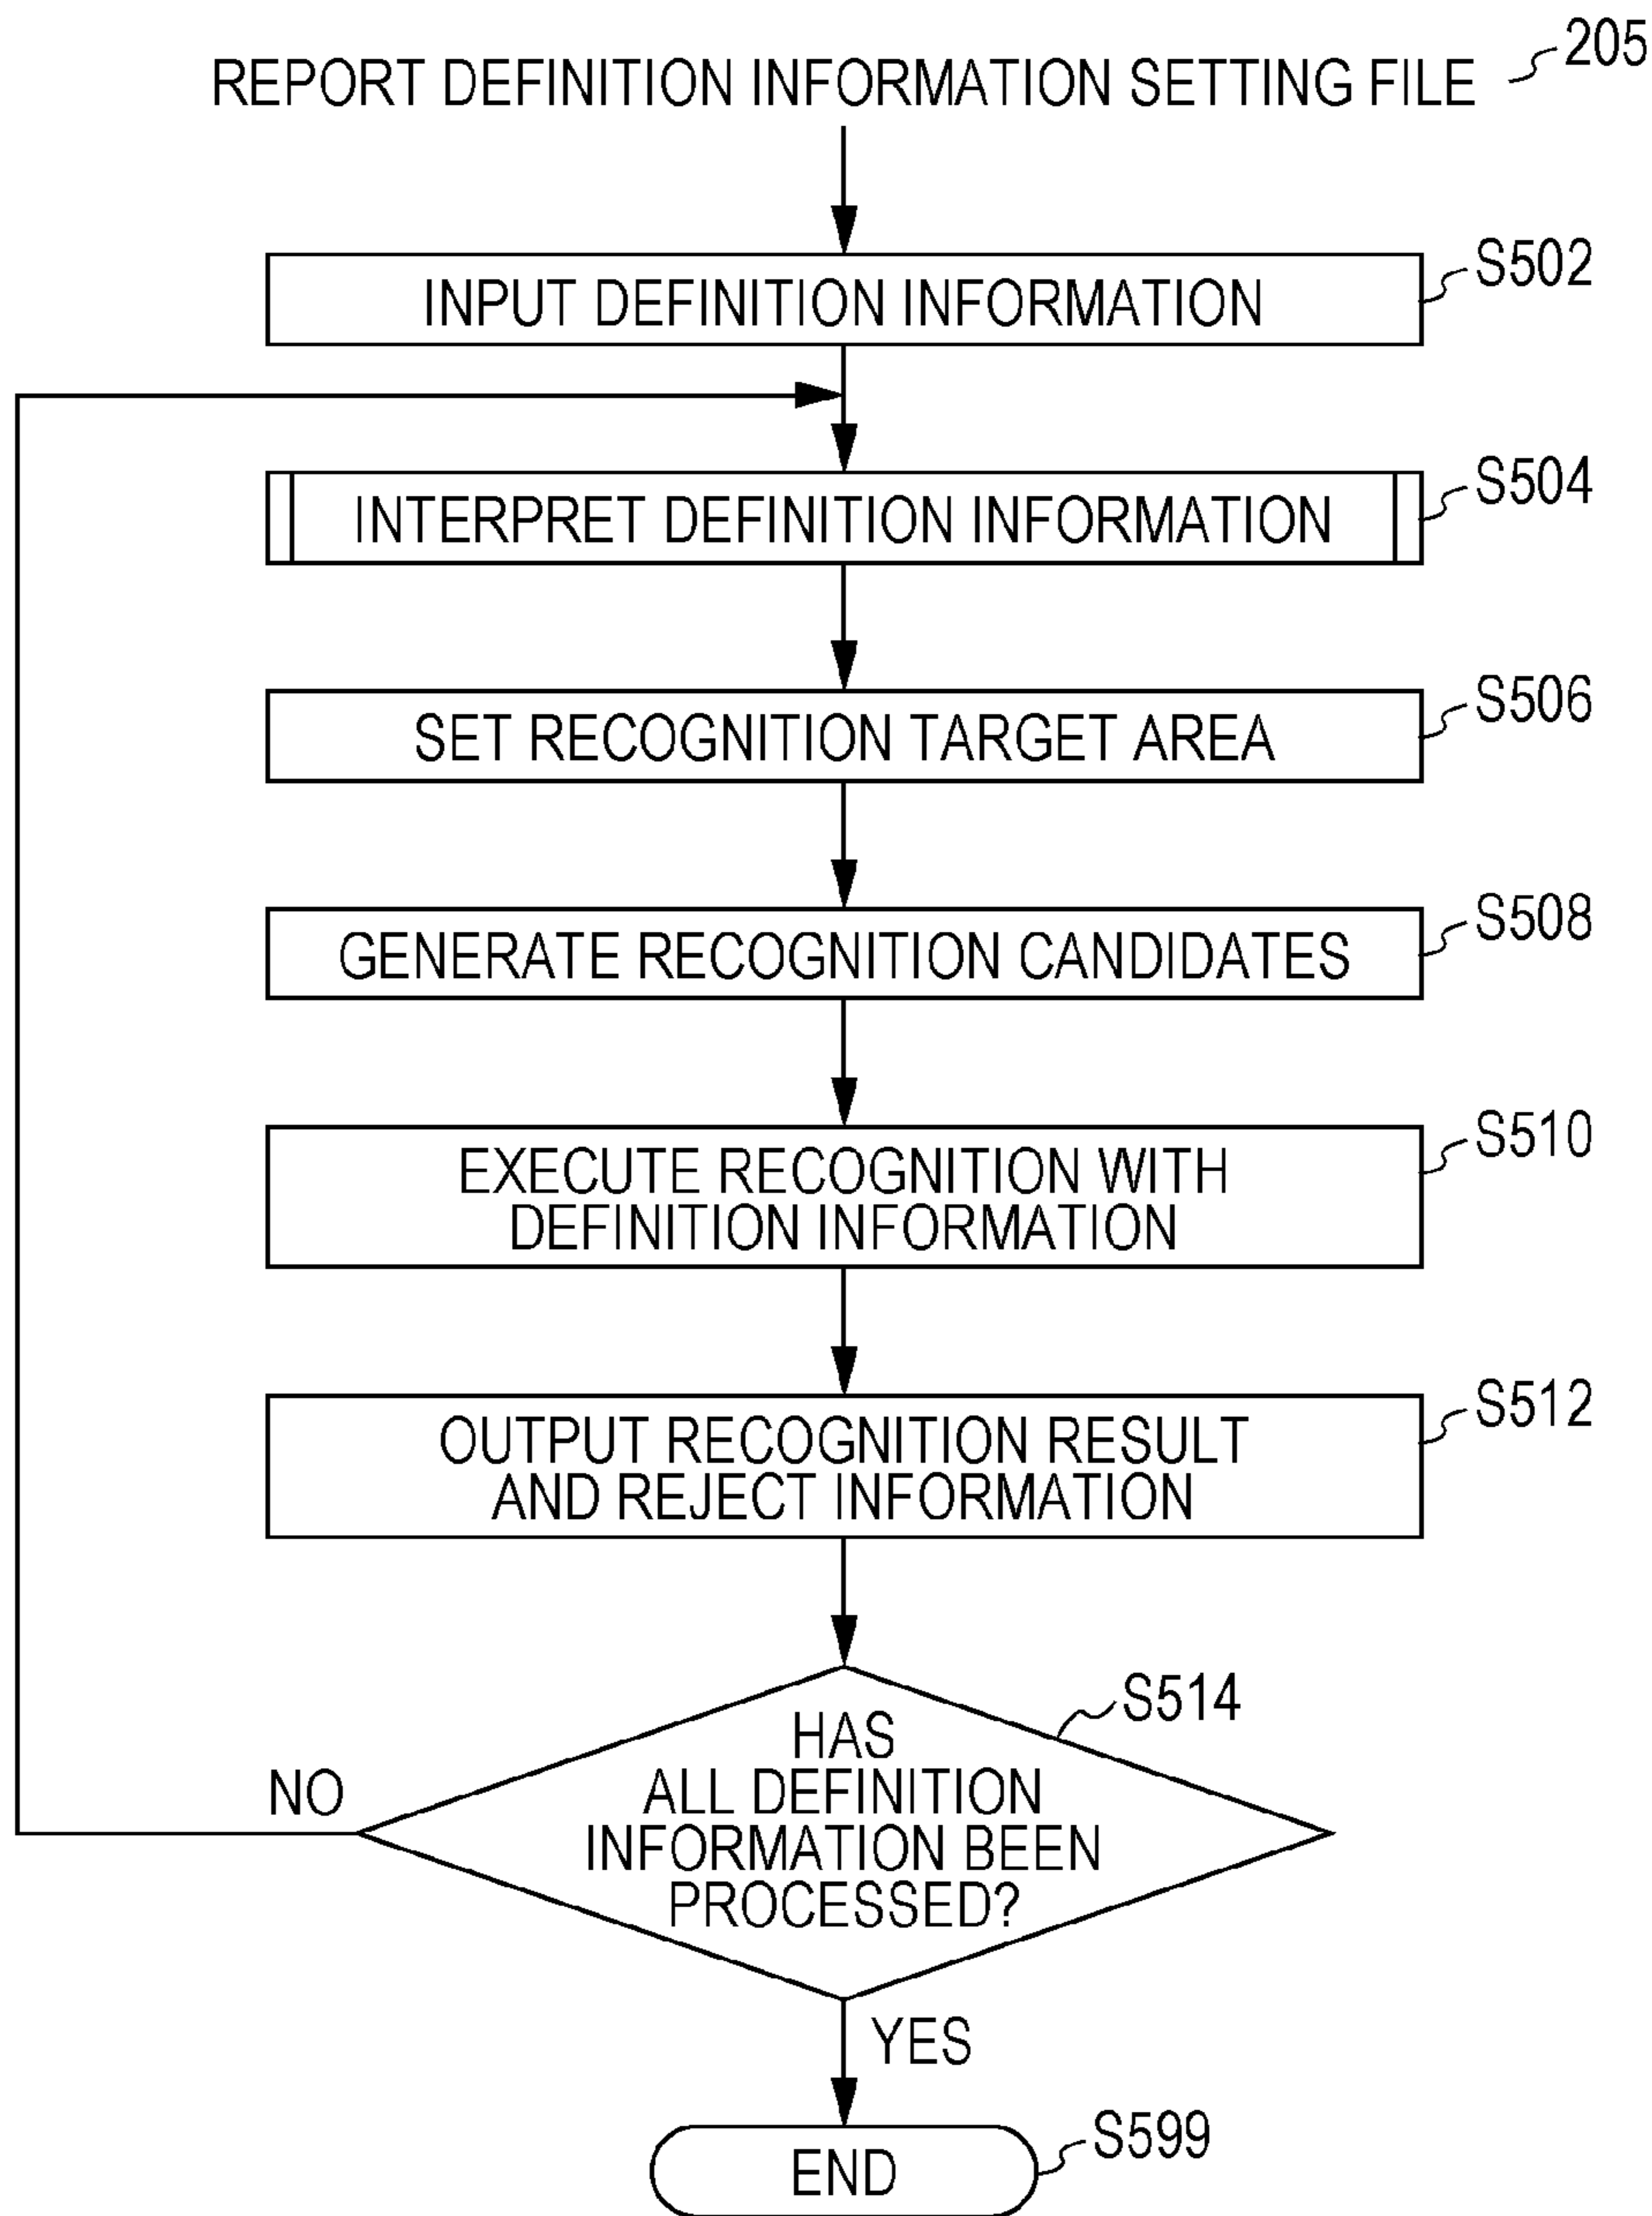 REPORT DEFINITION INFORMATION SETTING FILE 205
INPUT DEFINITION INFORMATION S502
INTERPRET DEFINITION INFORMATION S504
SET RECOGNITION TARGET AREA S506
GENERATE RECOGNITION CANDIDATES S508
EXECUTE RECOGNITION WITH S510
DEFINITION INFORMATION
OUTPUT RECOGNITION RESULT S512
AND REJECT INFORMATION
S514
HAS
NO ALL DEFINITION
INFORMATION BEEN
PROCESSED?
YES
END S599